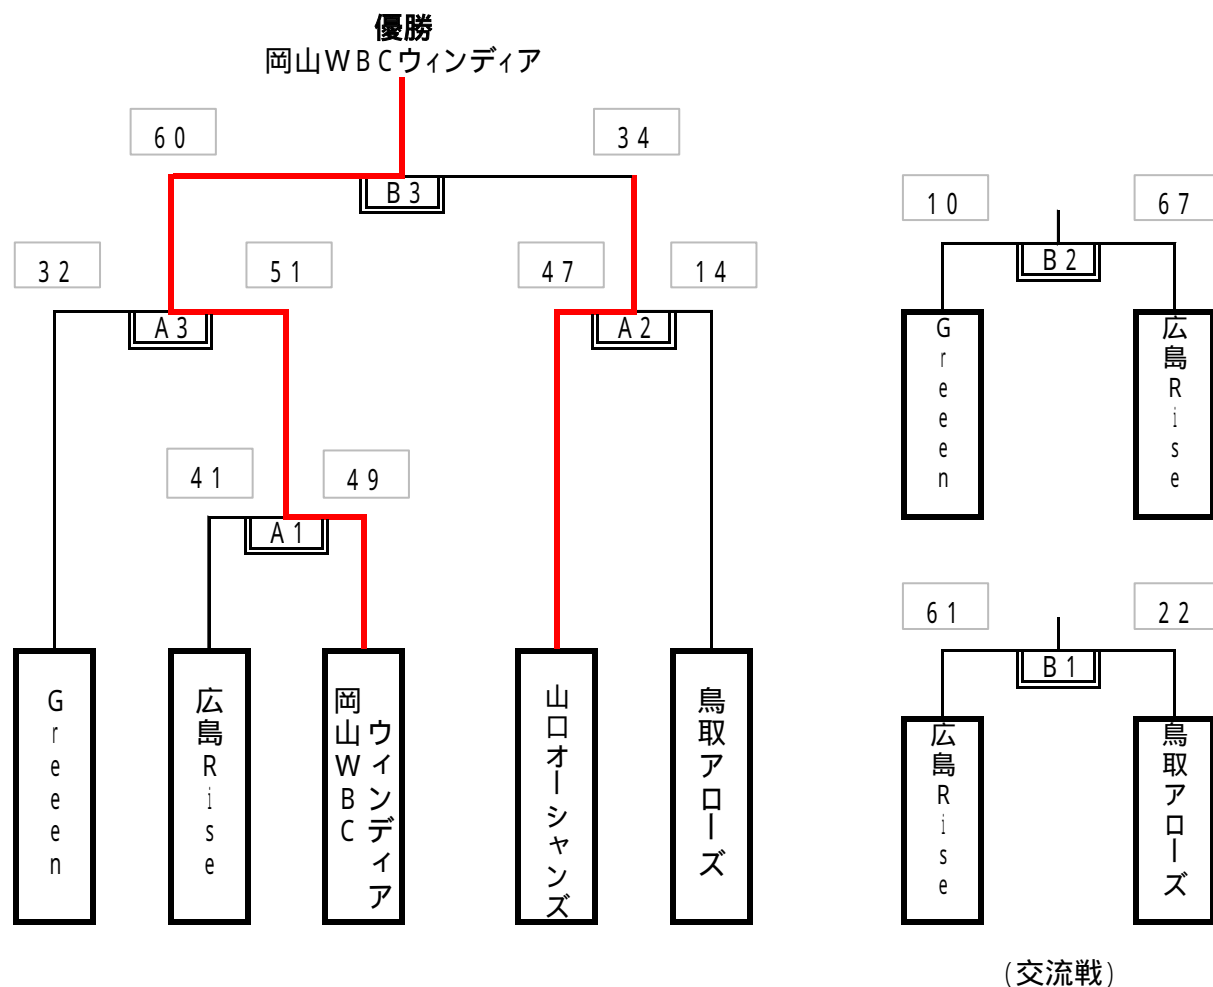 優勝
岡山WBCウィンディア
60
34
B3
32
51
47
14
A3
A2
41
49
A1
Greeen
広島Rise
岡山WBC
ウィンディア
山口オーシャンズ
鳥取アローズ
10
67
B2
Greeen
広島Rise
61
22
B1
広島Rise
鳥取アローズ
(交流戦)